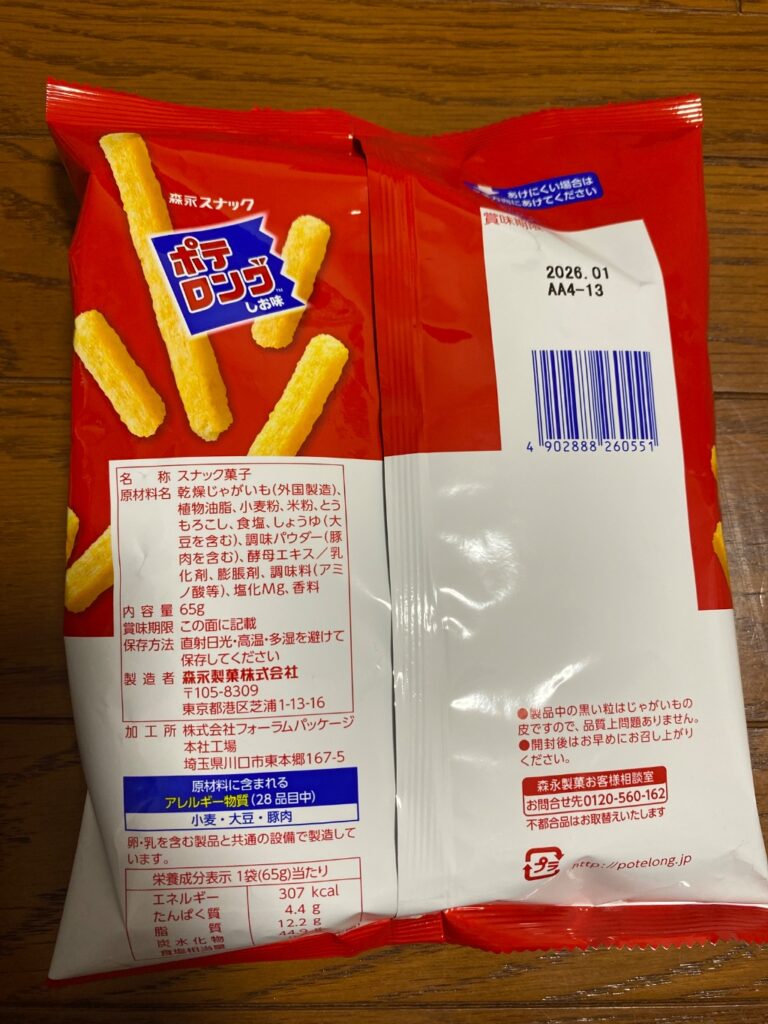 森永スナック
ポテ
ロング™
しお味
あけにくい場合は
にあけてください
賞味期限
2026.01
AA4-13
4 902888 260551
名称 スナック菓子
原材料名 乾燥じゃがいも(外国製造)、
植物油脂、小麦粉、米粉、とう
もろこし、食塩、しょうゆ(大
豆を含む)、調味パウダー(豚
肉を含む)、酵母エキス/乳
化剤、膨脹剤、調味料(アミ
ノ酸等)、塩化Mg、香料
内容量 65g
賞味期限 この面に記載
保存方法 直射日光・高温・多湿を避けて
保存してください
製造者 森永製菓株式会社
〒105-8309
東京都港区芝浦1-13-16
加工所 株式会社フォーラムパッケージ
本社工場
埼玉県川口市東本郷167-5
原材料に含まれる
アレルギー物質(28品目中)
小麦・大豆・豚肉
卵・乳を含む製品と共通の設備で製造して
います。
栄養成分表示 1袋(65g)当たり
エネルギー 307 kcal
たんぱく質 4.4 g
脂質 12.2 g
炭水化物
食塩相当量
●製品中の黒い粒はじゃがいもの
皮ですので、品質上問題ありません。
●開封後はお早めにお召し上がり
ください。
森永製菓お客様相談室
お問合せ先0120-560-162
不都合品はお取替えいたします
プラ
http://potelong.jp